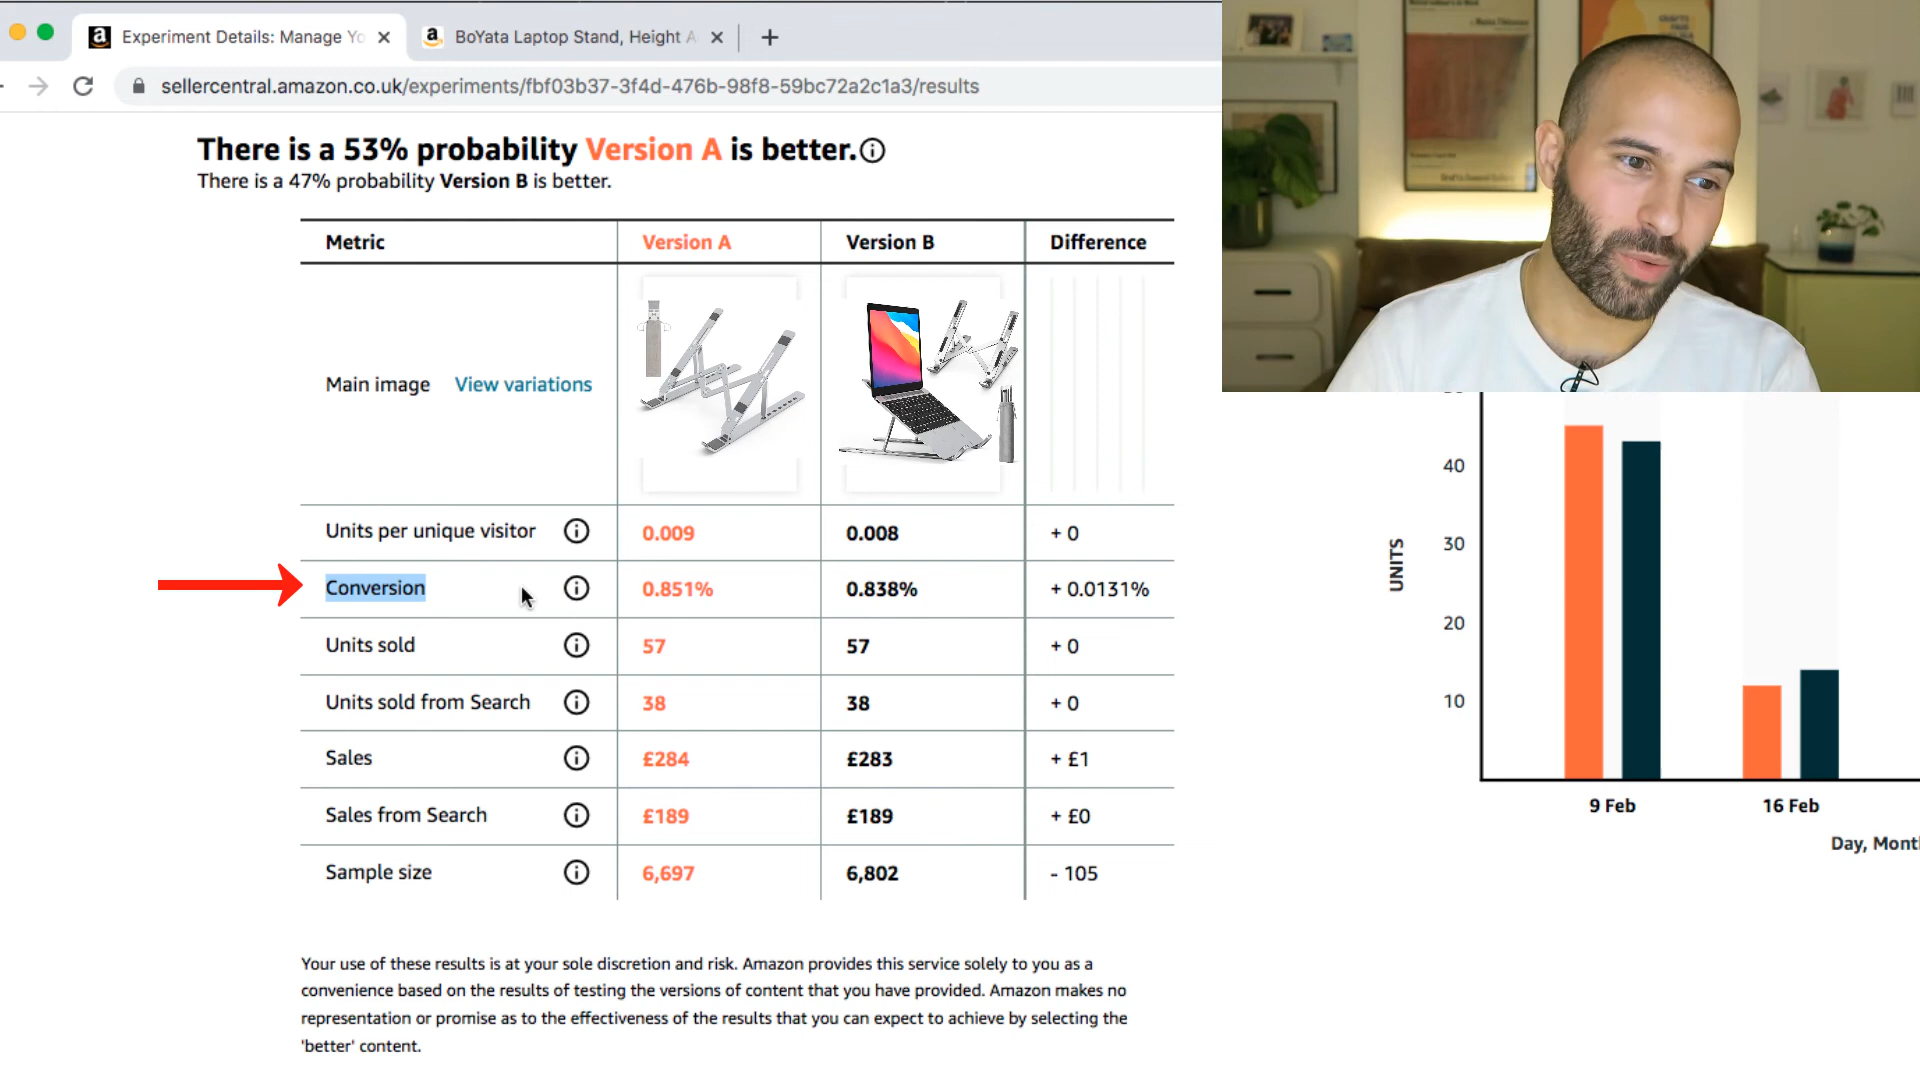 Experiment Details: Manage Yo
BoYata Laptop Stand, Height A
sellercentral.amazon.co.uk/experiments/fbf03b37-3f4d-476b-98f8-59bc72a2c1a3/results
There is a 53% probability Version A is better.
There is a 47% probability Version B is better.
Metric Version A Version B Difference
Main image View variations
Units per unique visitor 0.009 0.008 + 0
Conversion 0.851% 0.838% + 0.0131%
Units sold 57 57 + 0
Units sold from Search 38 38 + 0
Sales £284 £283 + £1
Sales from Search £189 £189 + £0
Sample size 6,697 6,802 - 105
Your use of these results is at your sole discretion and risk. Amazon provides this service solely to you as a
convenience based on the results of testing the versions of content that you have provided. Amazon makes no
representation or promise as to the effectiveness of the results that you can expect to achieve by selecting the
'better' content.
UNITS
40
30
20
10
9 Feb 16 Feb
Day, Month